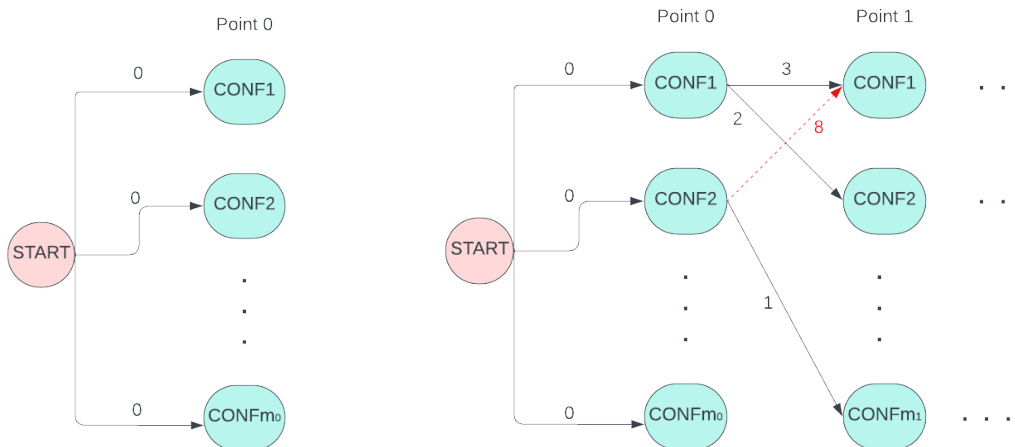 Point 0
0
CONF1
0
CONF2
START
.
.
.
0
CONFm₀
Point 0
Point 1
0
CONF1
3
CONF1
. .
2
8
0
CONF2
CONF2
. .
START
.
.
.
1
.
.
.
0
CONFm₀
CONFm₁
. . .